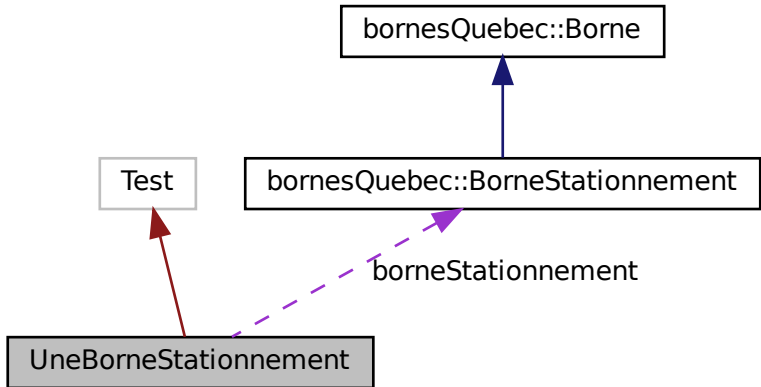 bornesQuebec::Borne
Test
bornesQuebec::BorneStationnement
borneStationnement
UneBorneStationnement